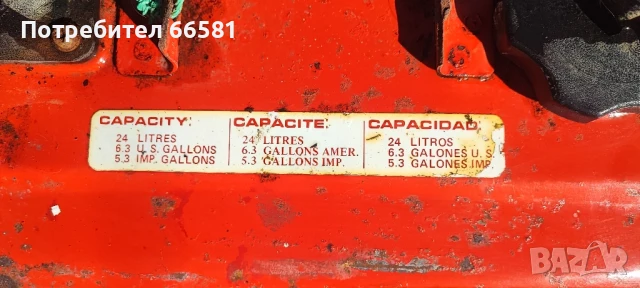 Потребител 66581
CAPACITY:
24 LITRES
6.3 U.S. GALLONS
5.3 IMP. GALLONS
CAPACITE:
24 LITRES
6.3 GALLONS AMER.
5.3 GALLONS IMP.
CAPACIDAD:
24 LITROS
6.3 GALONES U.S.
5.3 GALONES IMP.
BAZAR